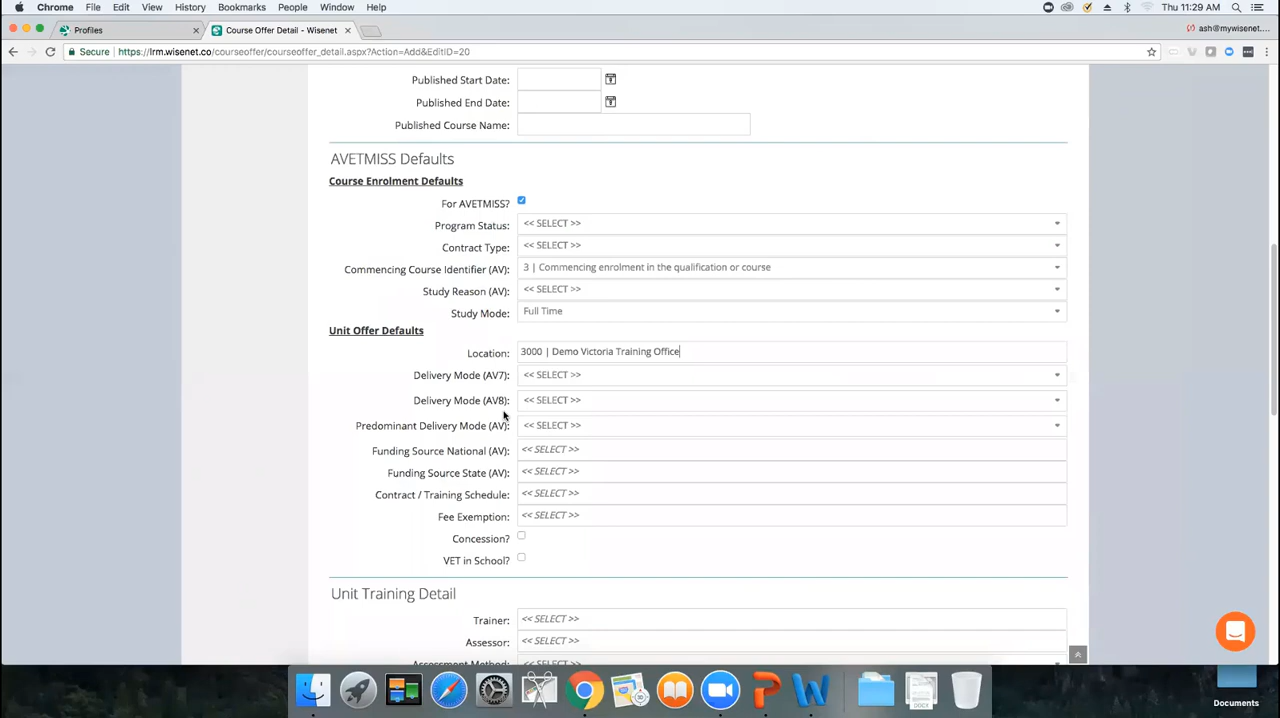 Chrome File Edit View History Bookmarks People Window Help Thu 11:29 AM
Profiles Course Offer Detail - Wisenet ash@mywisenet....
Secure https://lrm.wisenet.co/courseoffer/courseoffer_detail.aspx?Action=Add&EditID=20
Published Start Date:
Published End Date:
Published Course Name:
AVETMISS Defaults
Course Enrolment Defaults
For AVETMISS?
Program Status: << SELECT >>
Contract Type: << SELECT >>
Commencing Course Identifier (AV): 3 | Commencing enrolment in the qualification or course
Study Reason (AV): << SELECT >>
Study Mode: Full Time
Unit Offer Defaults
Location: 3000 | Demo Victoria Training Office
Delivery Mode (AV7): << SELECT >>
Delivery Mode (AV8): << SELECT >>
Predominant Delivery Mode (AV): << SELECT >>
Funding Source National (AV): << SELECT >>
Funding Source State (AV): << SELECT >>
Contract / Training Schedule: << SELECT >>
Fee Exemption: << SELECT >>
Concession?
VET in School?
Unit Training Detail
Trainer: << SELECT >>
Assessor: << SELECT >>
Assessment Method: << SELECT >>
Documents